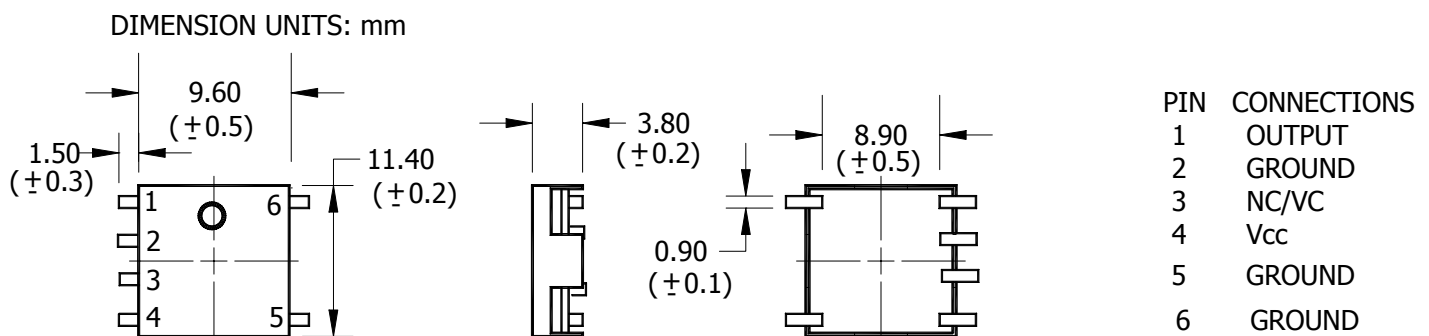 DIMENSION UNITS: mm
9.60
(±0.5)
1.50
(±0.3)
11.40
(±0.2)
1
2
3
4
5
6
3.80
(±0.2)
0.90
(±0.1)
8.90
(±0.5)
PIN CONNECTIONS
1 OUTPUT
2 GROUND
3 NC/VC
4 Vcc
5 GROUND
6 GROUND